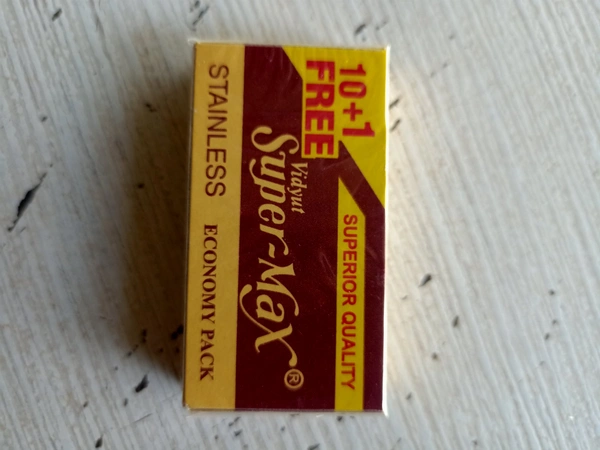 10+1
FREE
SUPERIOR QUALITY
Vidyut
Super-Max®
STAINLESS
ECONOMY PACK